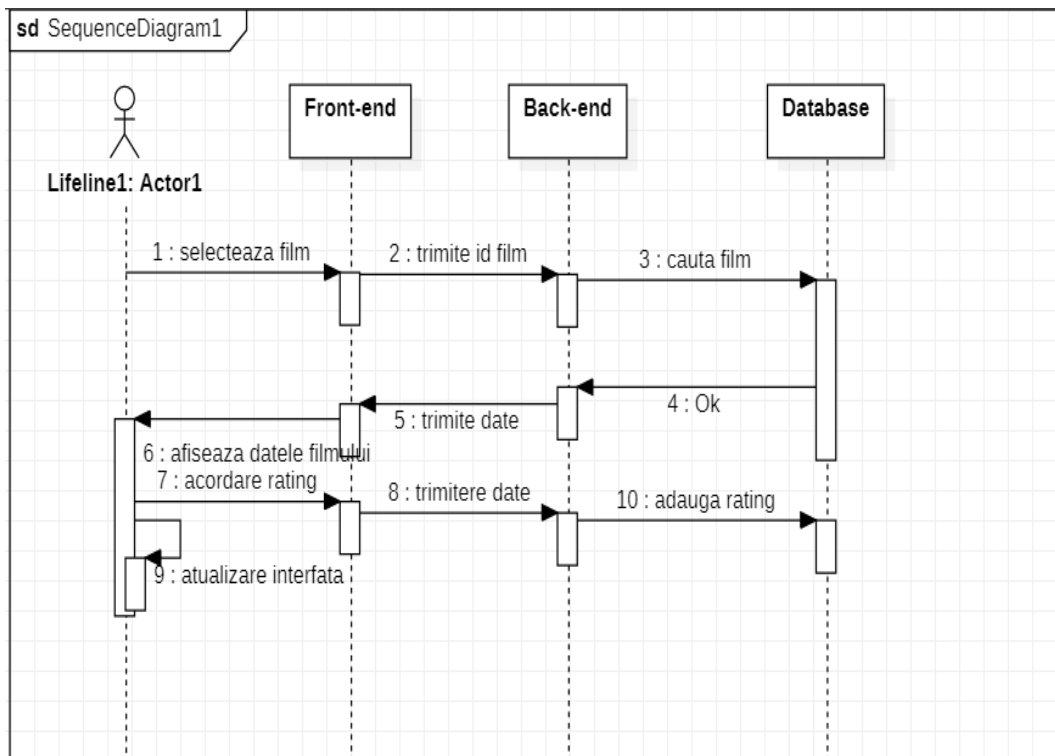 sd SequenceDiagram1
Front-end
Back-end
Database
Lifeline1: Actor1
1 : selecteaza film
2 : trimite id film
3 : cauta film
4 : Ok
5 : trimite date
6 : afiseaza datele filmului
7 : acordare rating
8 : trimitere date
10 : adauga rating
9 : atualizare interfata